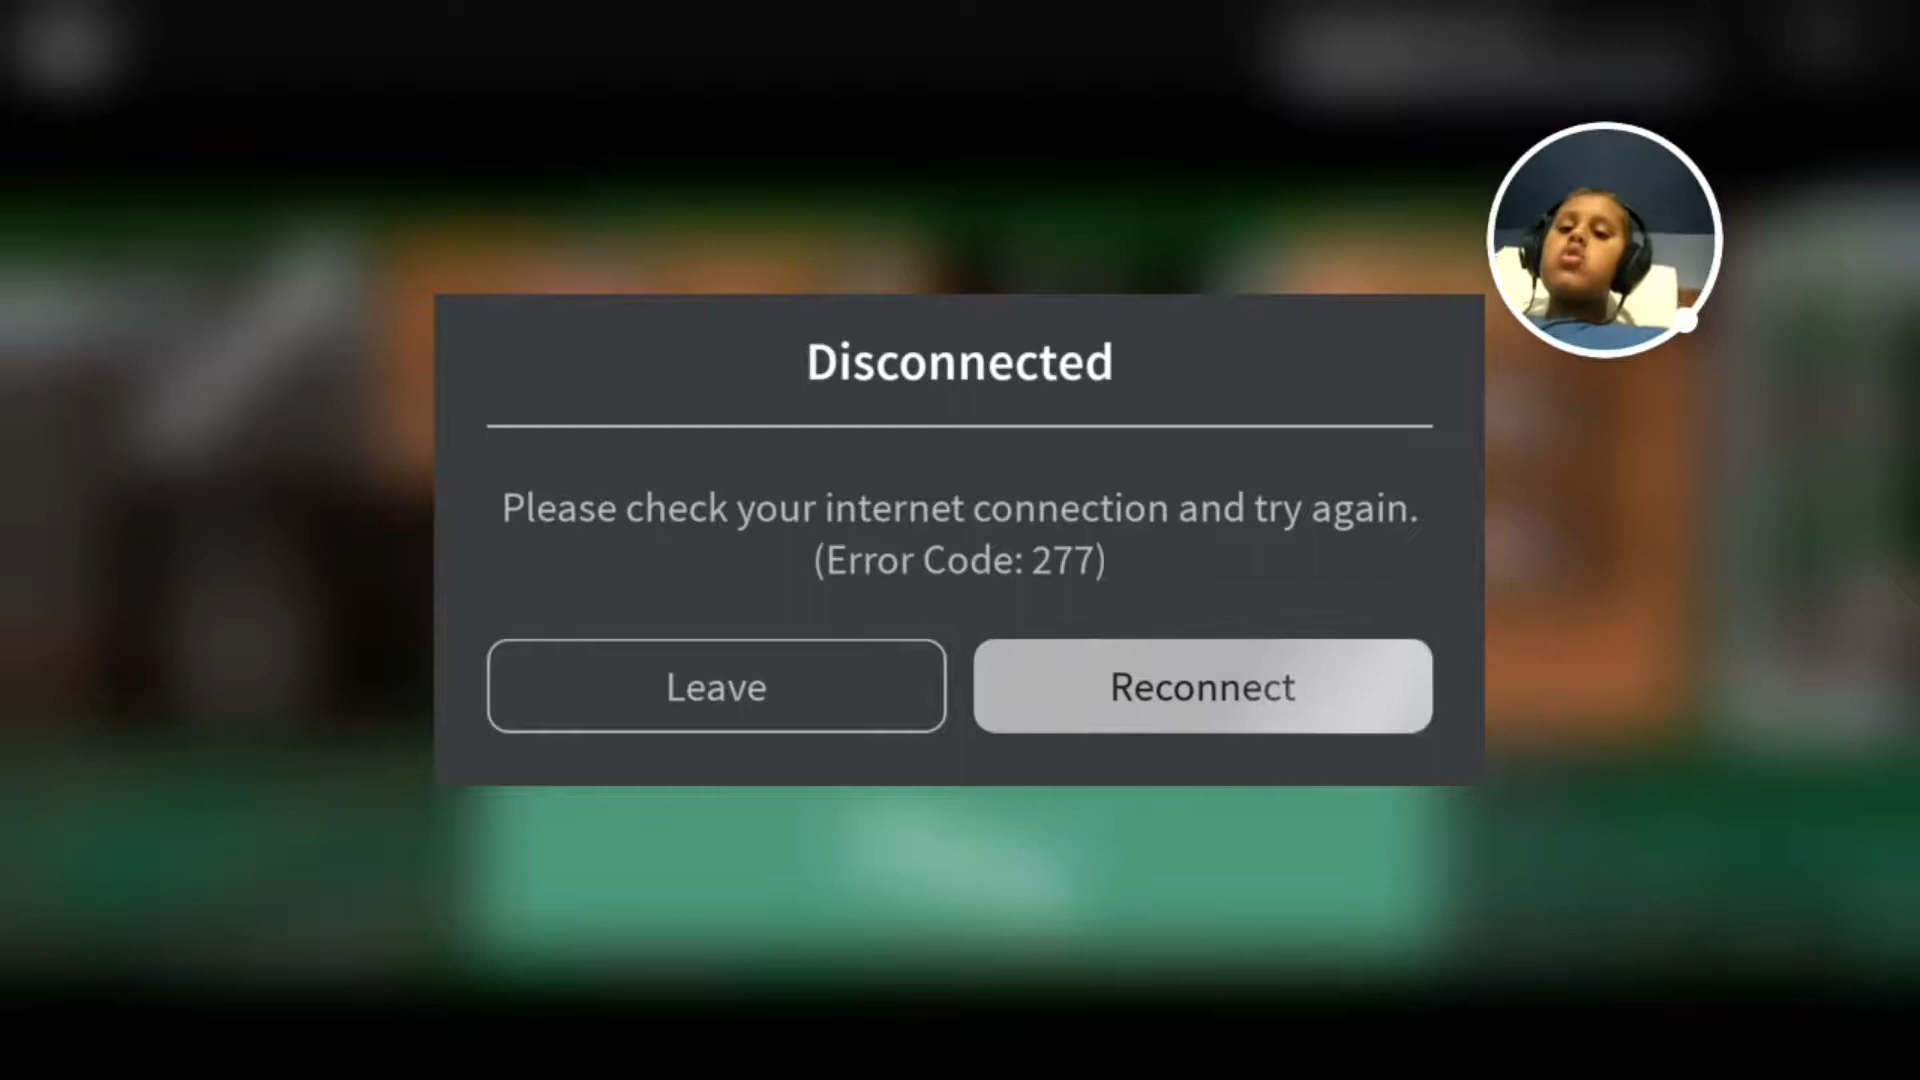 Disconnected
Please check your internet connection and try again.
(Error Code: 277)
Leave
Reconnect